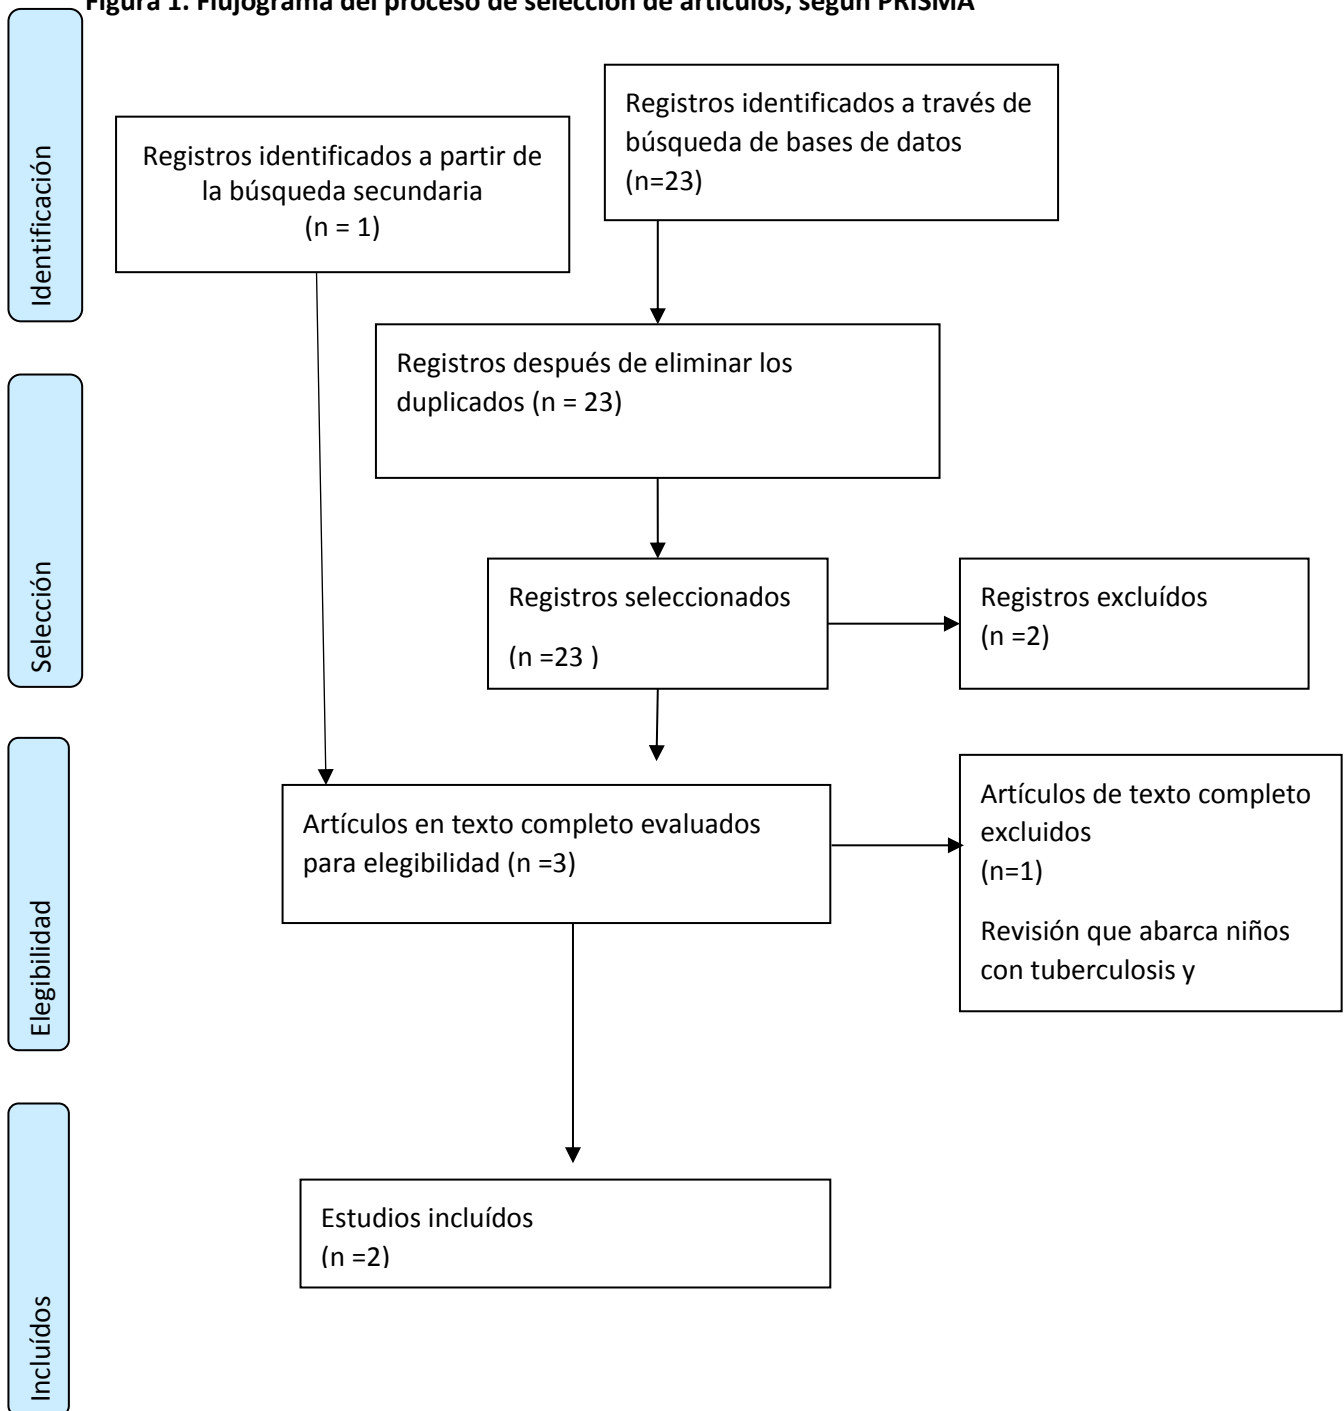 Figura 1. Flujograma del proceso de selección de artículos, según PRISMA
Identificación
Registros identificados a partir de
la búsqueda secundaria
(n = 1)
Registros identificados a través de
búsqueda de bases de datos
(n=23)
Registros después de eliminar los
duplicados (n = 23)
Selección
Registros seleccionados
(n =23 )
Registros excluídos
(n =2)
Elegibilidad
Artículos en texto completo evaluados
para elegibilidad (n =3)
Artículos de texto completo
excluidos
(n=1)
Revisión que abarca niños
con tuberculosis y
Incluídos
Estudios incluídos
(n =2)